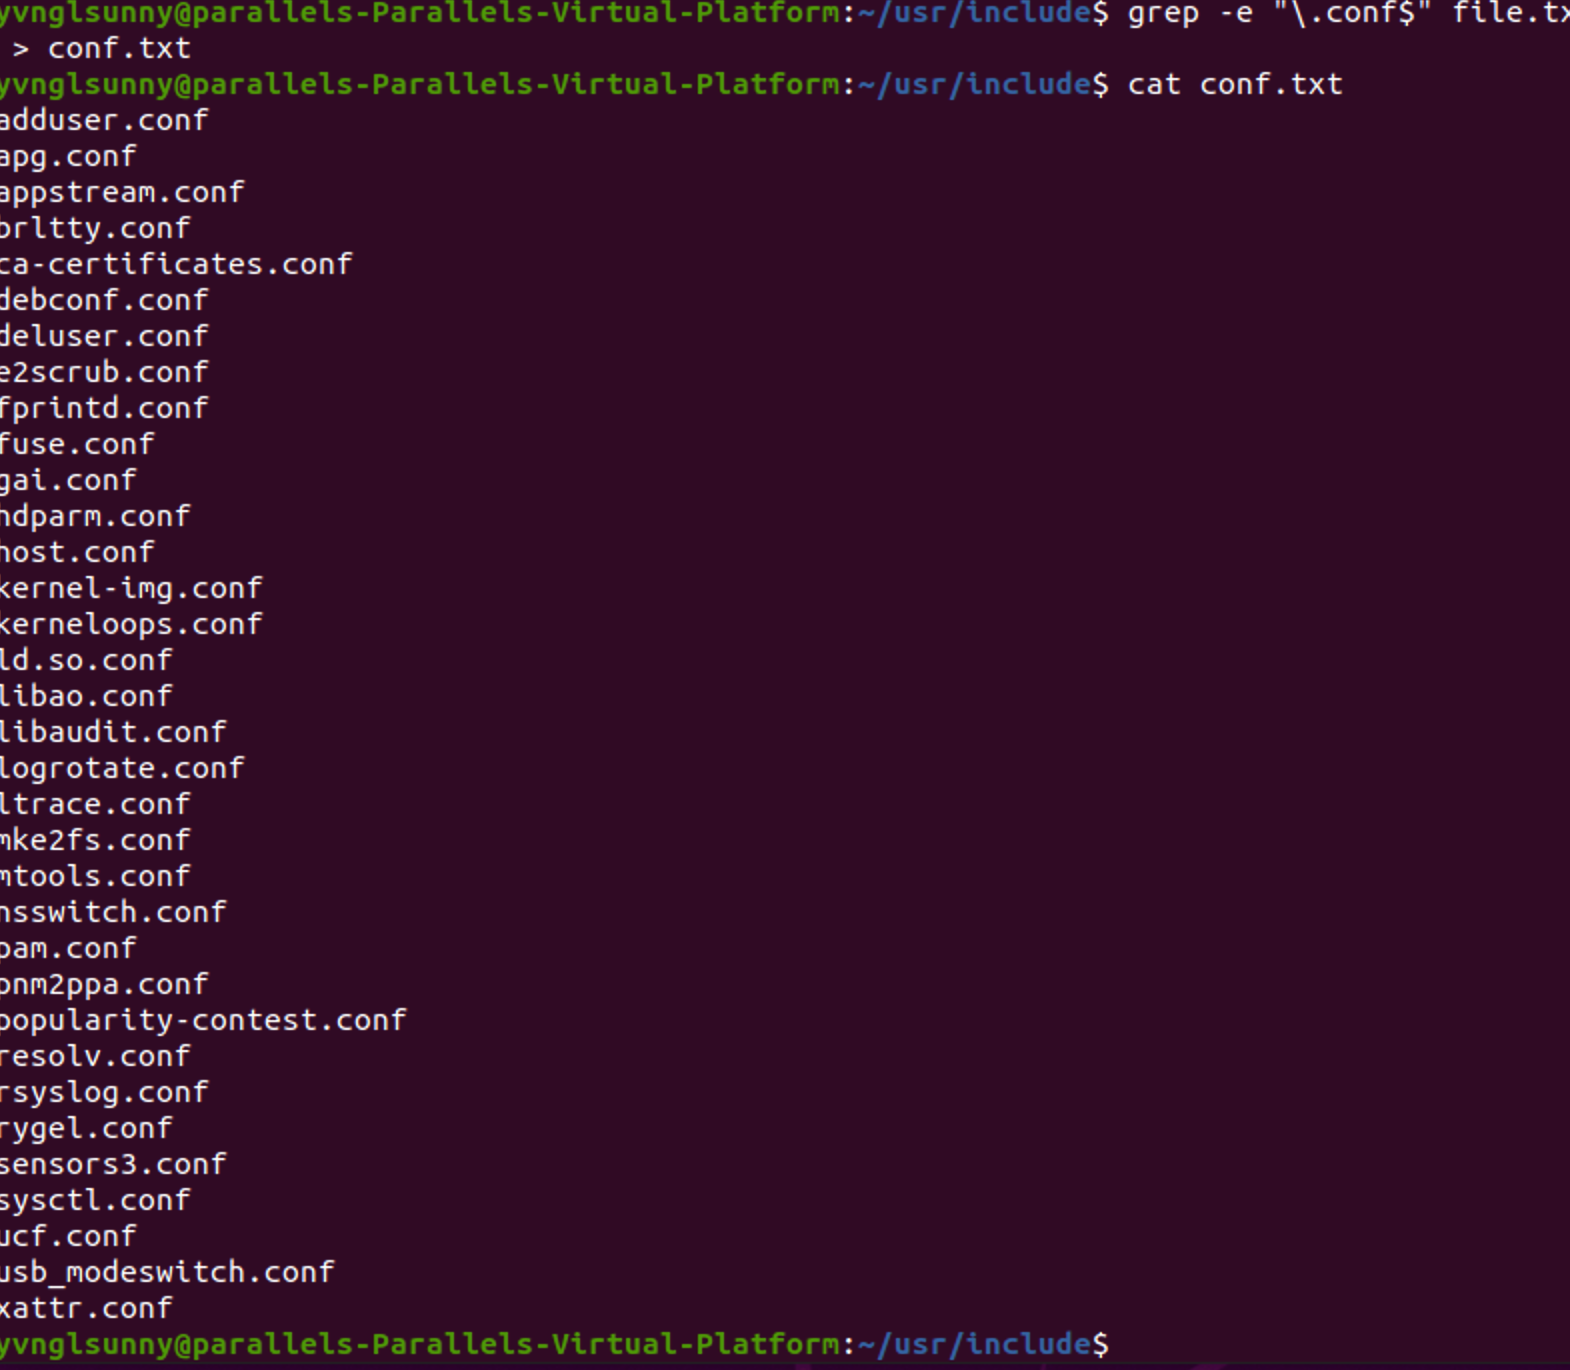 yvnglsunny@parallels-Parallels-Virtual-Platform:~/usr/include$ grep -e "\.conf$" file.tx
> conf.txt
yvnglsunny@parallels-Parallels-Virtual-Platform:~/usr/include$ cat conf.txt
adduser.conf
apg.conf
appstream.conf
brltty.conf
ca-certificates.conf
debconf.conf
deluser.conf
e2scrub.conf
fprintd.conf
fuse.conf
gai.conf
hdparm.conf
host.conf
kernel-img.conf
kerneloops.conf
ld.so.conf
libao.conf
libaudit.conf
logrotate.conf
ltrace.conf
mke2fs.conf
mtools.conf
nsswitch.conf
pam.conf
pnm2ppa.conf
popularity-contest.conf
resolv.conf
rsyslog.conf
rygel.conf
sensors3.conf
sysctl.conf
ucf.conf
usb_modeswitch.conf
xattr.conf
yvnglsunny@parallels-Parallels-Virtual-Platform:~/usr/include$